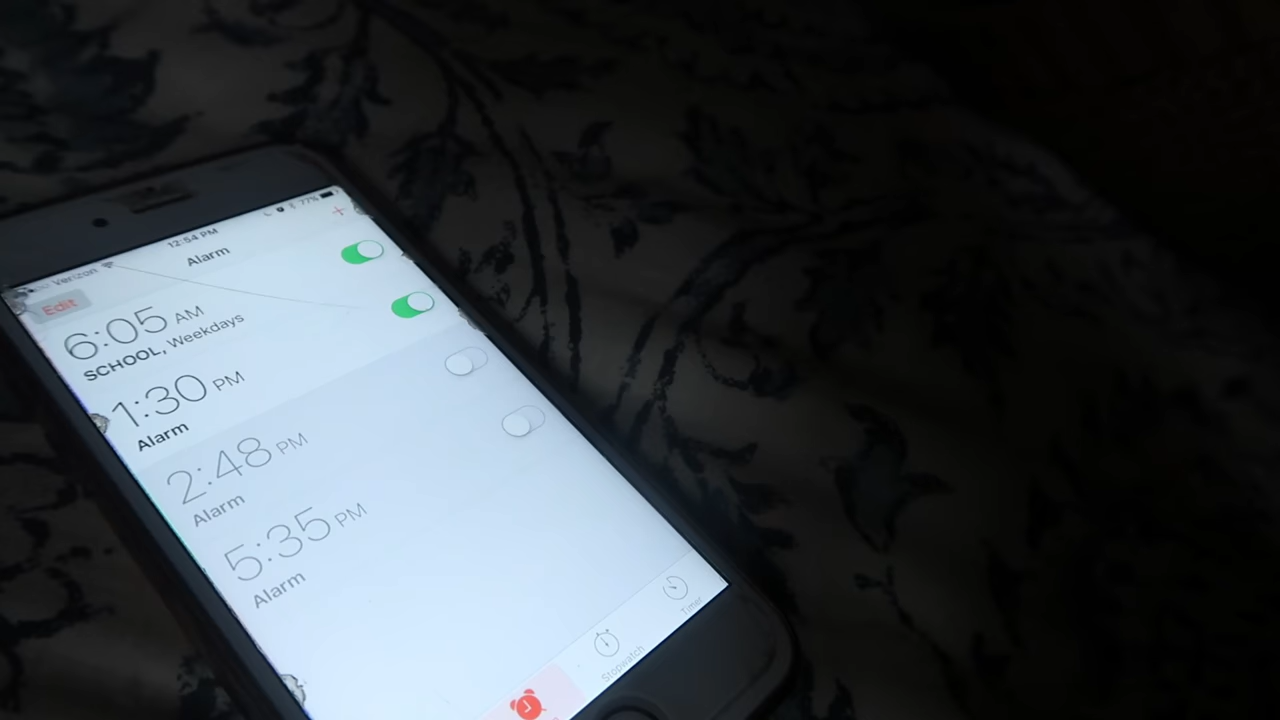 Verizon 12:54 PM 77%
Edit Alarm +
6:05 AM
SCHOOL, Weekdays
1:30 PM
Alarm
2:48 PM
Alarm
5:35 PM
Alarm
Stopwatch Timer